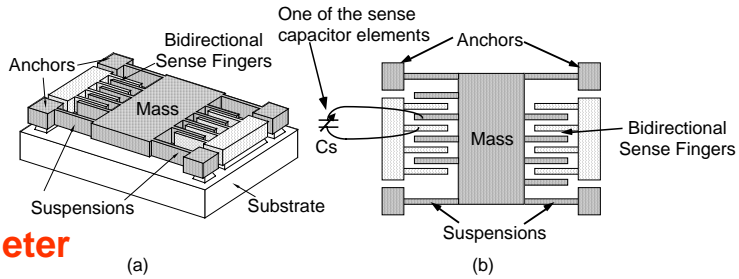 One of the sense
capacitor elements
Bidirectional
Sense Fingers
Anchors
Mass
Suspensions
Substrate
eter
(a)
Anchors
Cs
Mass
Bidirectional
Sense Fingers
Suspensions
(b)